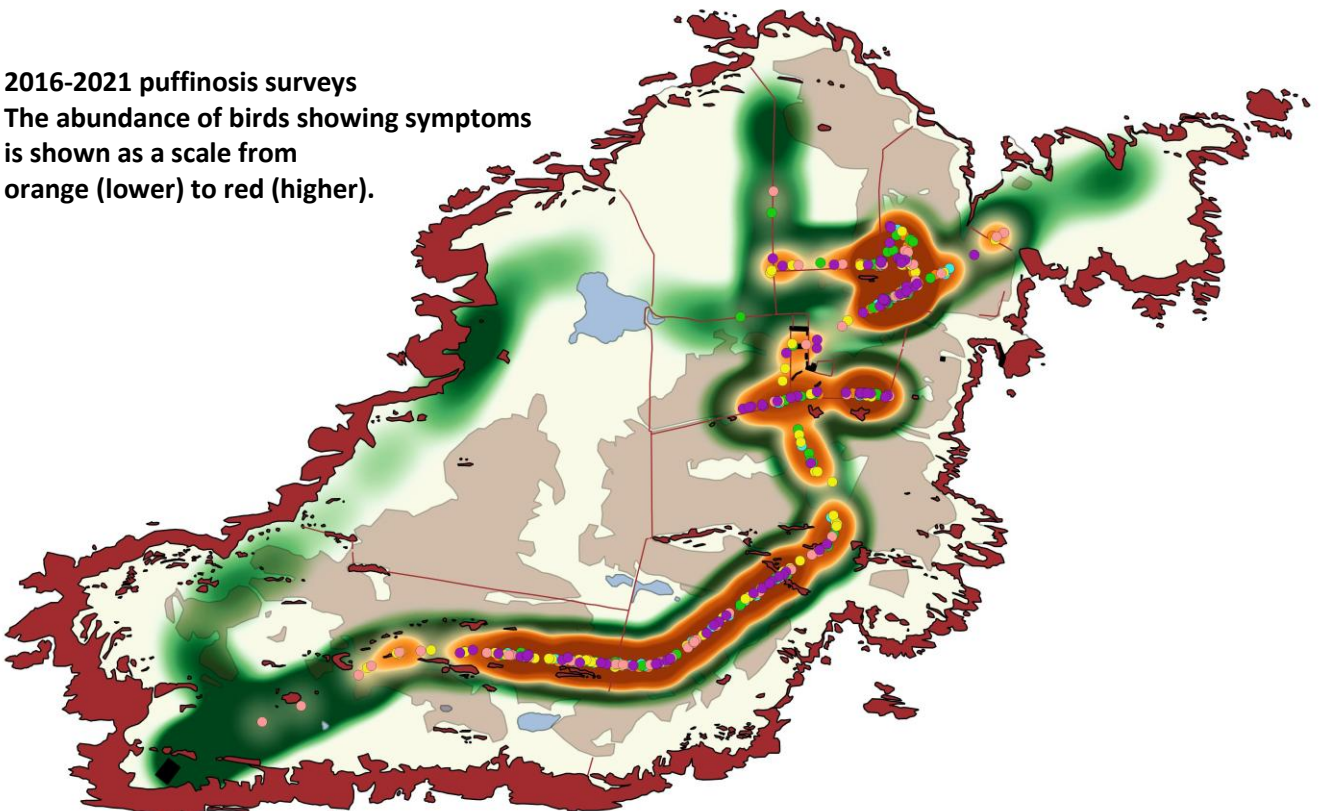 2016-2021 puffinosis surveys
The abundance of birds showing symptoms
is shown as a scale from
orange (lower) to red (higher).